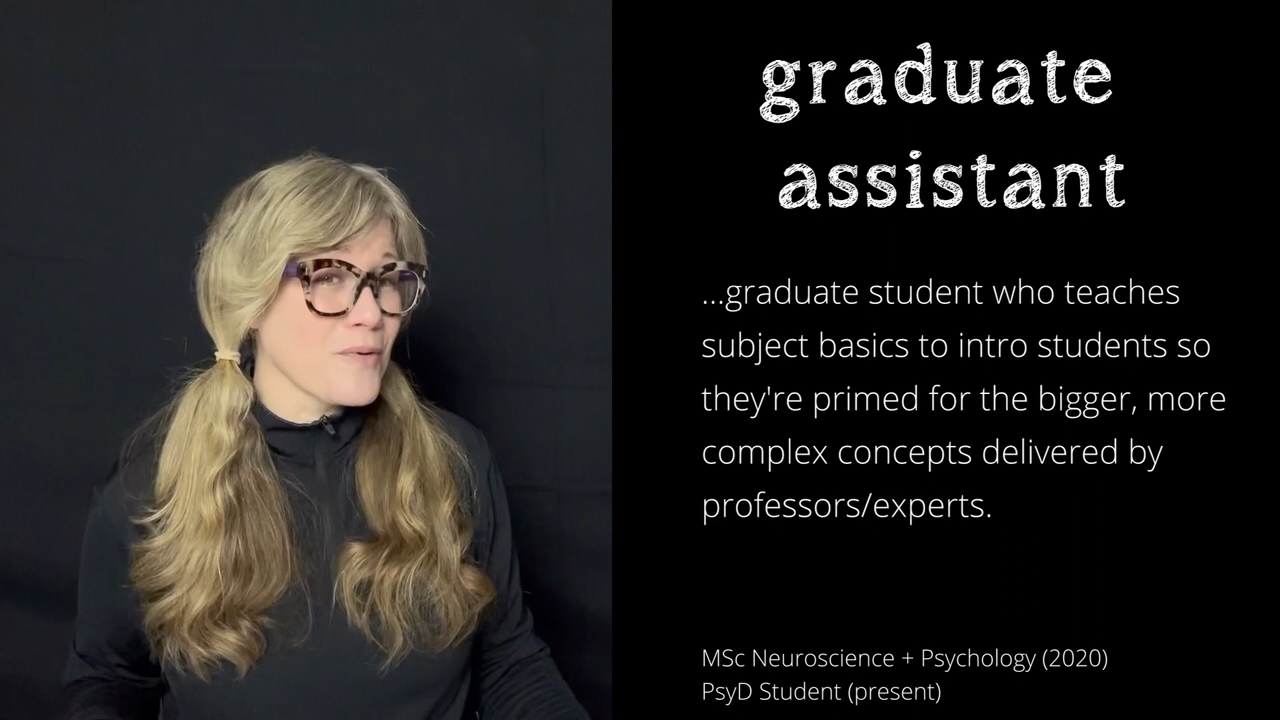 graduate
assistant
...graduate student who teaches
subject basics to intro students so
they're primed for the bigger, more
complex concepts delivered by
professors/experts.
MSc Neuroscience + Psychology (2020)
PsyD Student (present)